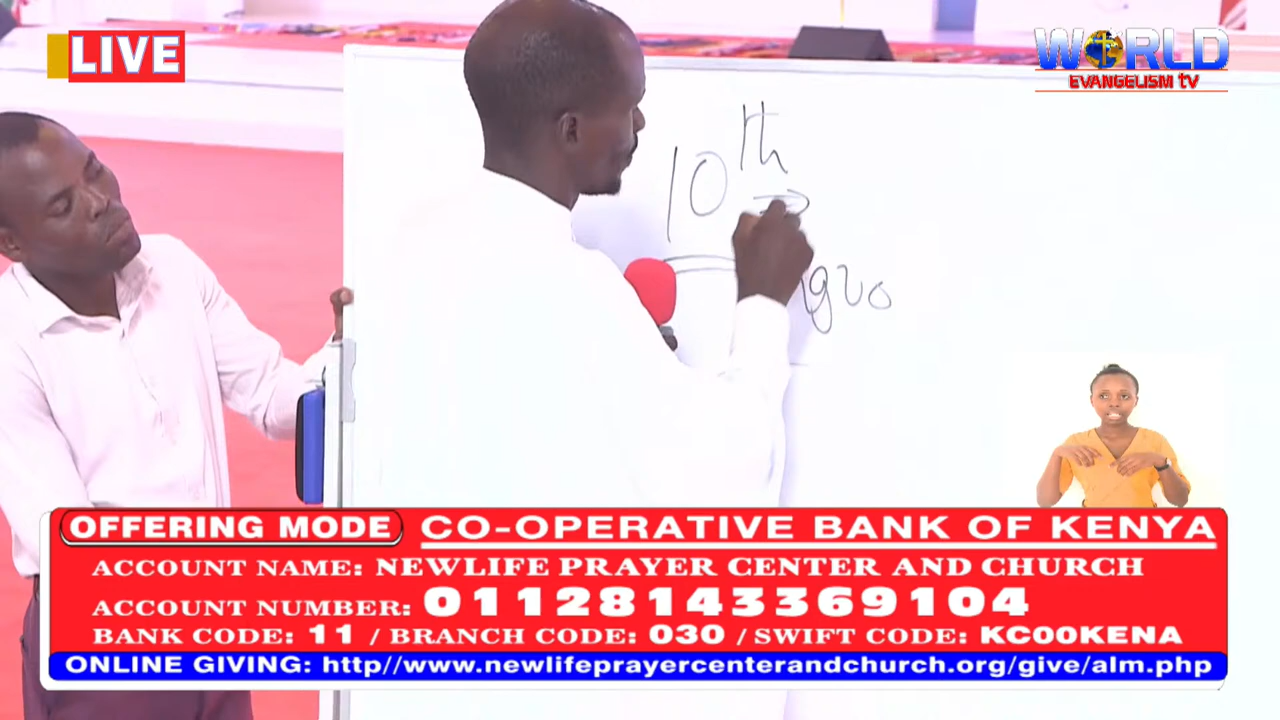 LIVE
WORLD
EVANGELISM TV
10th
OFFERING MODE CO-OPERATIVE BANK OF KENYA
ACCOUNT NAME: NEWLIFE PRAYER CENTER AND CHURCH
ACCOUNT NUMBER: 01128143369104
BANK CODE: 11 / BRANCH CODE: 030 / SWIFT CODE: KC00KENA
ONLINE GIVING: http//www.newlifeprayercenterandchurch.org/give/alm.php